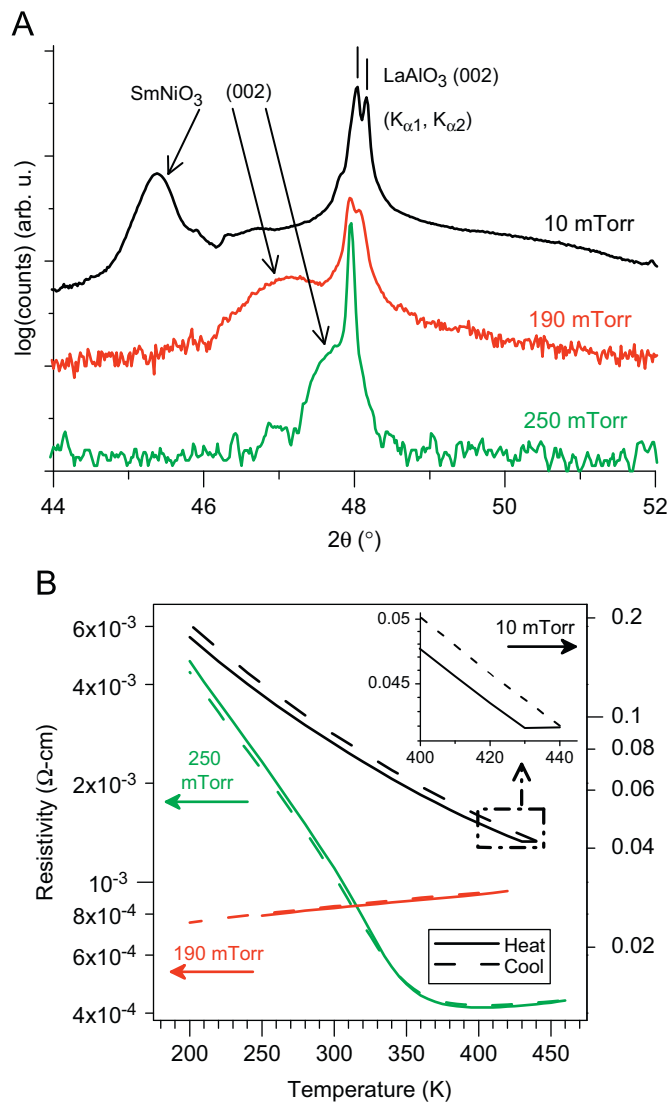 A
SmNiO₃
(002)
LaAlO₃ (002)
(Kα1, Kα2)
10 mTorr
190 mTorr
250 mTorr
log(counts) (arb. u.)
44 46 48 50 52
2θ (°)
B
6x10⁻³
4x10⁻³
2x10⁻³
10⁻³
8x10⁻⁴
6x10⁻⁴
4x10⁻⁴
Resistivity (Ω-cm)
250
mTorr
190 mTorr
0.05
0.045
10 mTorr
400 420 430 440
0.2
0.1
0.08
0.06
0.04
0.02
Heat
Cool
200 250 300 350 400 450
Temperature (K)